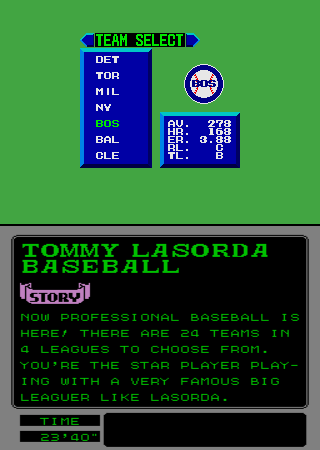 TEAM SELECT
DET
TOR
MIL
NY
BOS
BAL
CLE
BOS
AV. 278
HR. 168
ER. 3.88
RL. C
TL. B
TOMMY LASORDA
BASEBALL
STORY
NOW PROFESSIONAL BASEBALL IS
HERE! THERE ARE 24 TEAMS IN
4 LEAGUES TO CHOOSE FROM.
YOU'RE THE STAR PLAYER PLAY-
ING WITH A VERY FAMOUS BIG
LEAGUER LIKE LASORDA.
TIME
23'40"